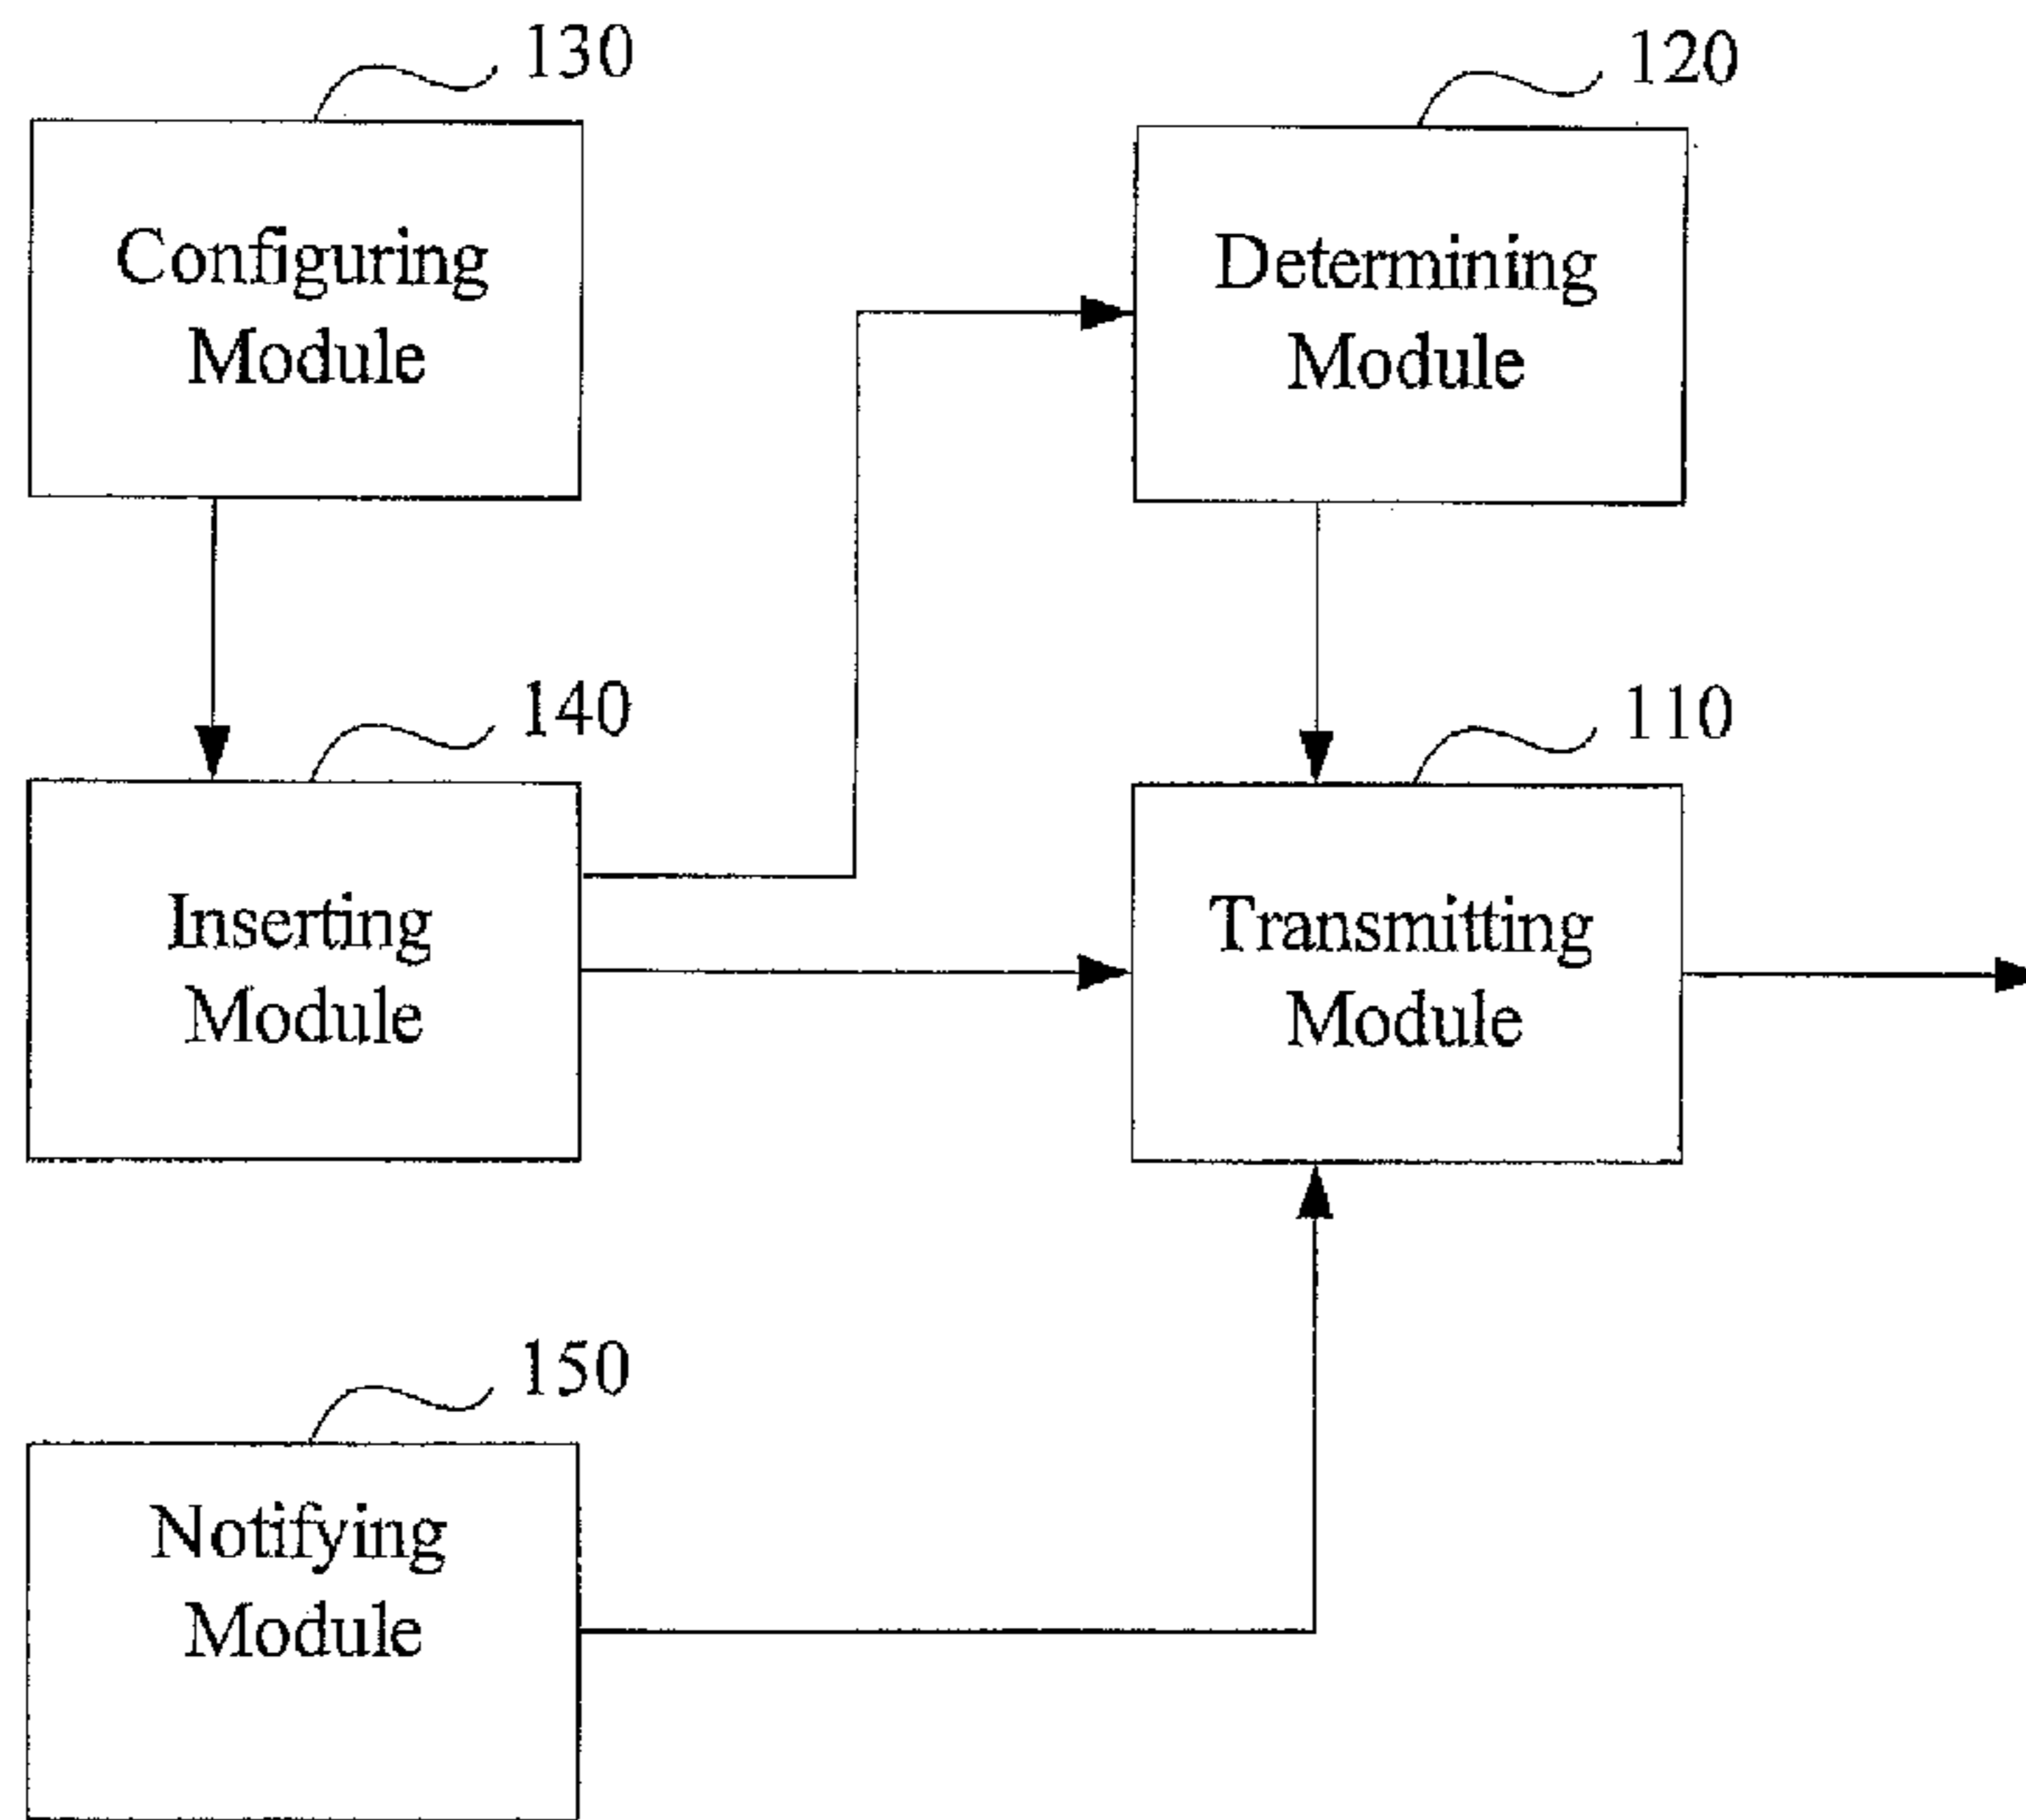 130
120
Configuring
Module
Determining
Module
140
110
Inserting
Module
Transmitting
Module
150
Notifying
Module